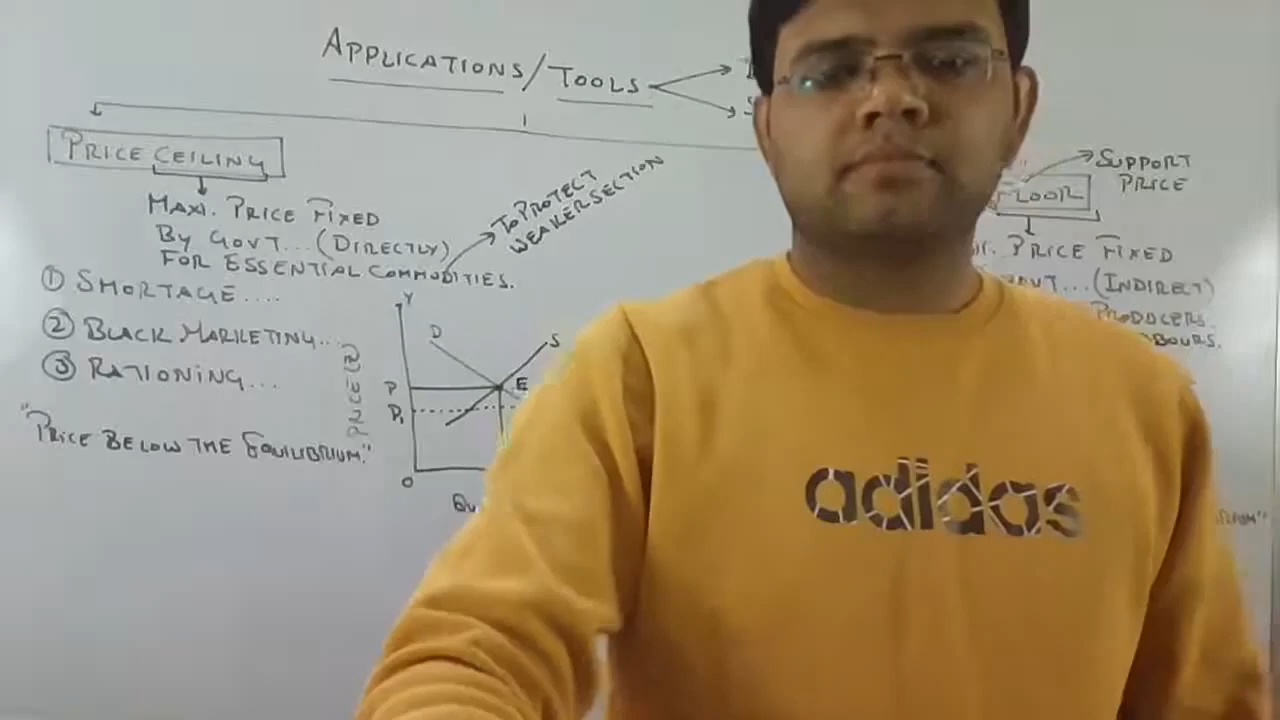 APPLICATIONS/TOOLS
PRICE CEILING
MAXI. PRICE FIXED
BY GOVT... (DIRECTLY)
FOR ESSENTIAL COMMODITIES.
TO PROTECT
WEAKER SECTION
① SHORTAGE....
② BLACK MARKETING...
③ RATIONING...
"PRICE BELOW THE EQUILIBRIUM."
Y
D
S
P
E
P₁
PRICE (₹)
O
SUPPORT
PRICE
FLOOR
PRICE FIXED
(INDIRECT)
PRODUCERS.
adidas